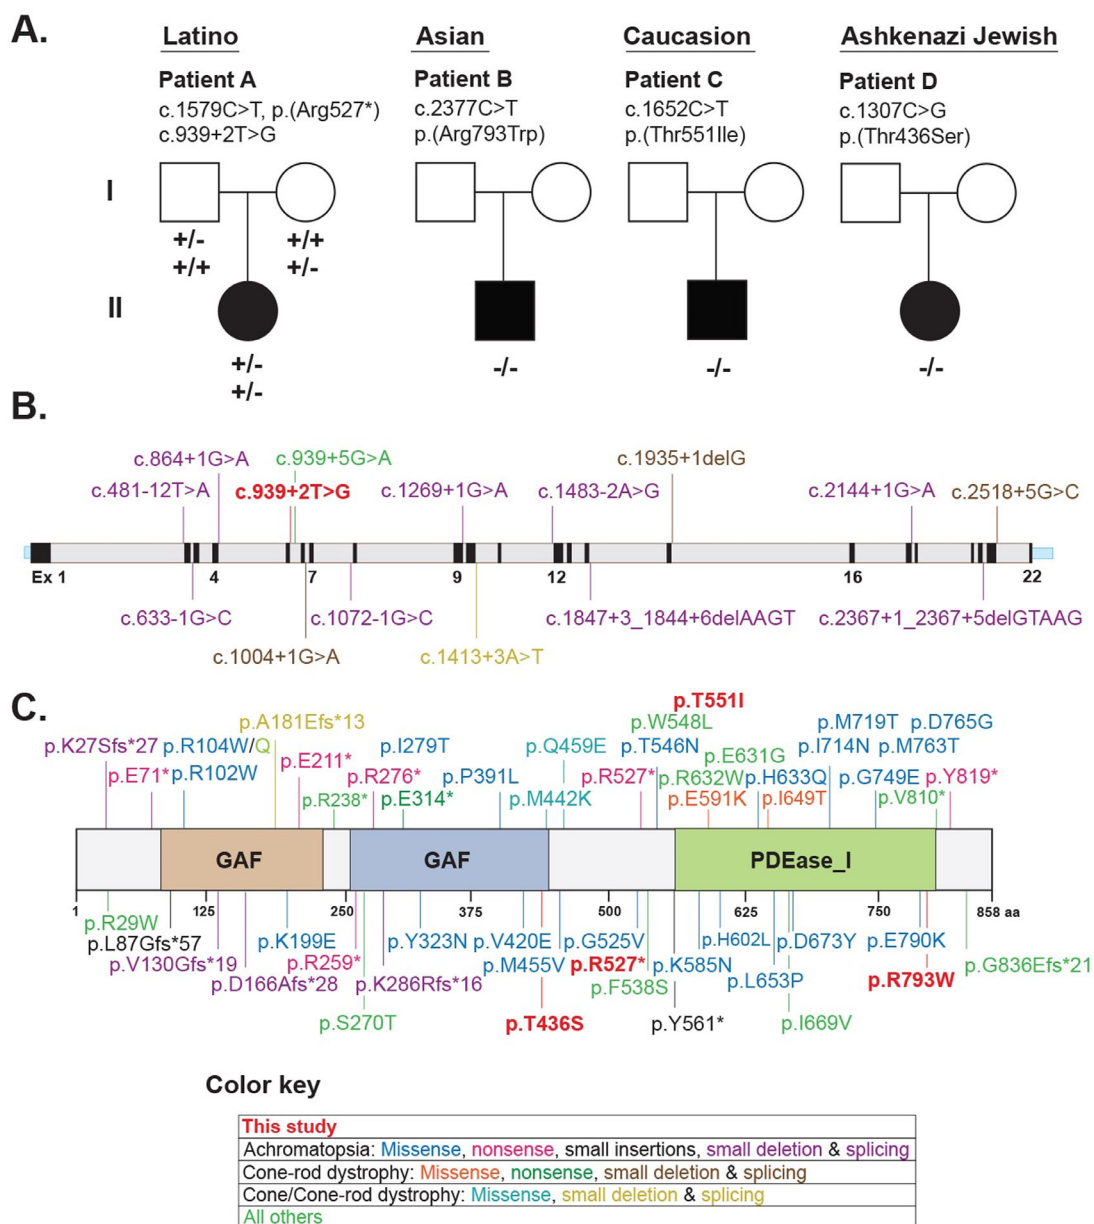 A.
Latino Asian Caucasion Ashkenazi Jewish
Patient A Patient B Patient C Patient D
c.1579C>T, p.(Arg527*) c.2377C>T c.1652C>T c.1307C>G
c.939+2T>G p.(Arg793Trp) p.(Thr551Ile) p.(Thr436Ser)
I
+/- +/+
+/+ +/-
II
+/- -/- -/- -/-
+/-
B.
c.864+1G>A c.939+5G>A c.1935+1delG
c.481-12T>A c.939+2T>G c.1269+1G>A c.1483-2A>G c.2144+1G>A c.2518+5G>C
Ex 1 4 7 9 12 16 22
c.633-1G>C c.1072-1G>C c.1847+3_1844+6delAAGT c.2367+1_2367+5delGTAAG
c.1004+1G>A c.1413+3A>T
C.
p.T551I
p.A181Efs*13 p.W548L p.M719T p.D765G
p.K27Sfs*27 p.R104W/Q p.I279T p.Q459E p.T546N p.I714N p.M763T
p.E211* p.E631G
p.E71* p.R102W p.R276* p.P391L p.R527* p.R632W p.H633Q p.G749E p.Y819*
p.R238* p.E314* p.M442K p.E591K p.I649T p.V810*
GAF GAF PDEase_I
1 125 250 375 500 625 750 858 aa
p.R29W
p.L87Gfs*57 p.K199E p.Y323N p.V420E p.G525V p.H602L p.D673Y p.E790K
p.V130Gfs*19 p.R259* p.M455V p.R527* p.K585N p.G836Efs*21
p.D166Afs*28 p.K286Rfs*16 p.F538S p.L653P p.R793W
p.S270T p.T436S p.Y561* p.I669V
Color key
This study
Achromatopsia: Missense, nonsense, small insertions, small deletion & splicing
Cone-rod dystrophy: Missense, nonsense, small deletion & splicing
Cone/Cone-rod dystrophy: Missense, small deletion & splicing
All others